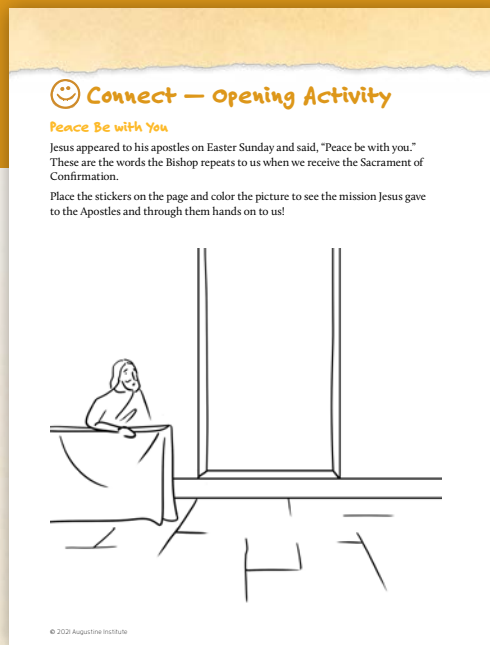 Connect — Opening Activity
Peace Be with You
Jesus appeared to his apostles on Easter Sunday and said, “Peace be with you.”
These are the words the Bishop repeats to us when we receive the Sacrament of
Confirmation.
Place the stickers on the page and color the picture to see the mission Jesus gave
to the Apostles and through them hands on to us!
© 2021 Augustine Institute